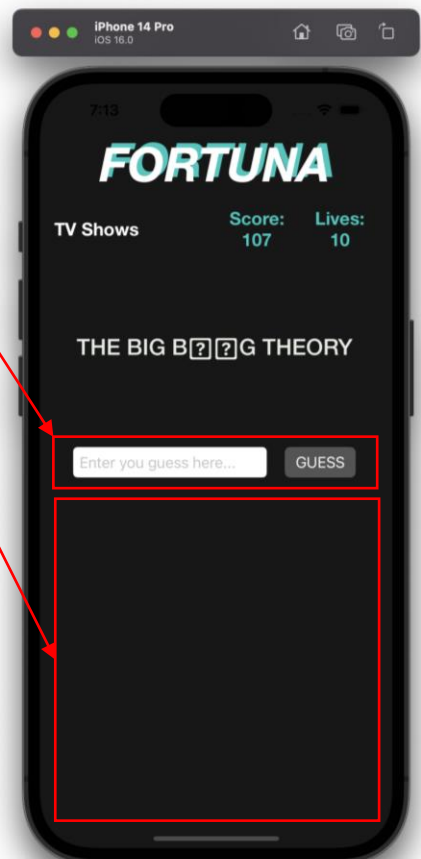 iPhone 14 Pro
iOS 16.0
7:13
FORTUNA
TV Shows
Score:
107
Lives:
10
THE BIG B⍰⍰G THEORY
Enter you guess here...
GUESS